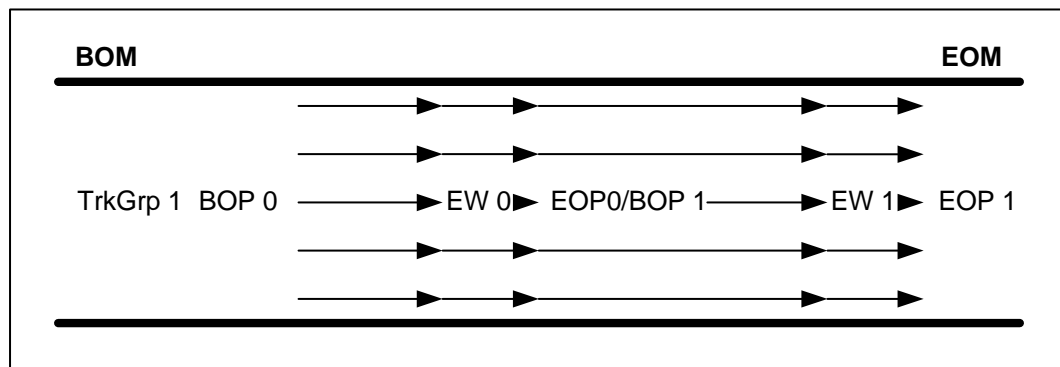 BOM EOM
TrkGrp 1 BOP 0 EW 0 EOP0/BOP 1 EW 1 EOP 1